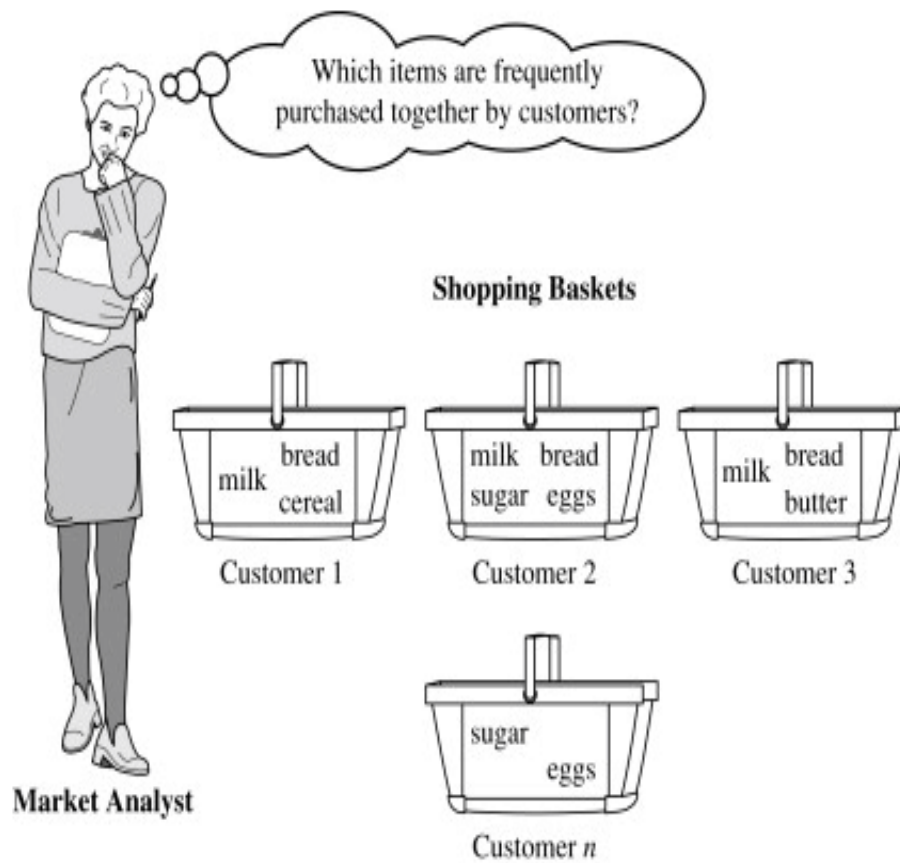 Which items are frequently
purchased together by customers?
Shopping Baskets
milk
bread
cereal
Customer 1
milk bread
sugar eggs
Customer 2
milk
bread
butter
Customer 3
sugar
eggs
Customer n
Market Analyst